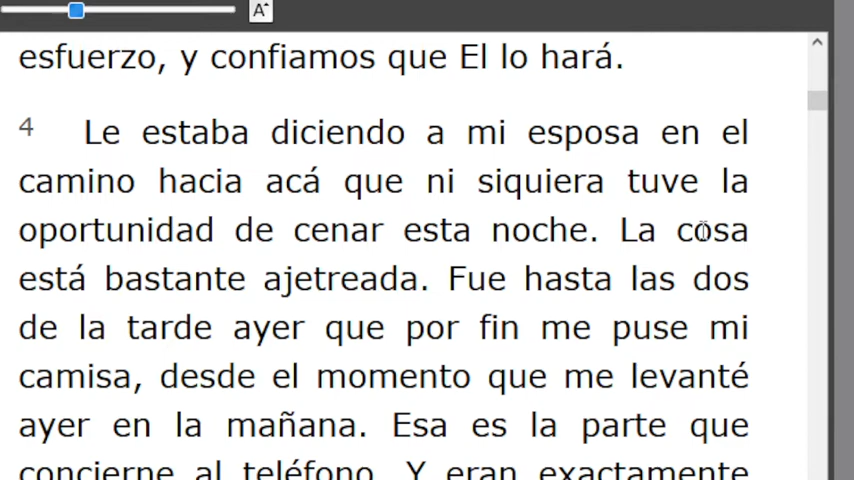 A
esfuerzo, y confiamos que El lo hará.
4 Le estaba diciendo a mi esposa en el
camino hacia acá que ni siquiera tuve la
oportunidad de cenar esta noche. La cosa
está bastante ajetreada. Fue hasta las dos
de la tarde ayer que por fin me puse mi
camisa, desde el momento que me levanté
ayer en la mañana. Esa es la parte que
concierne al teléfono. Y eran exactamente